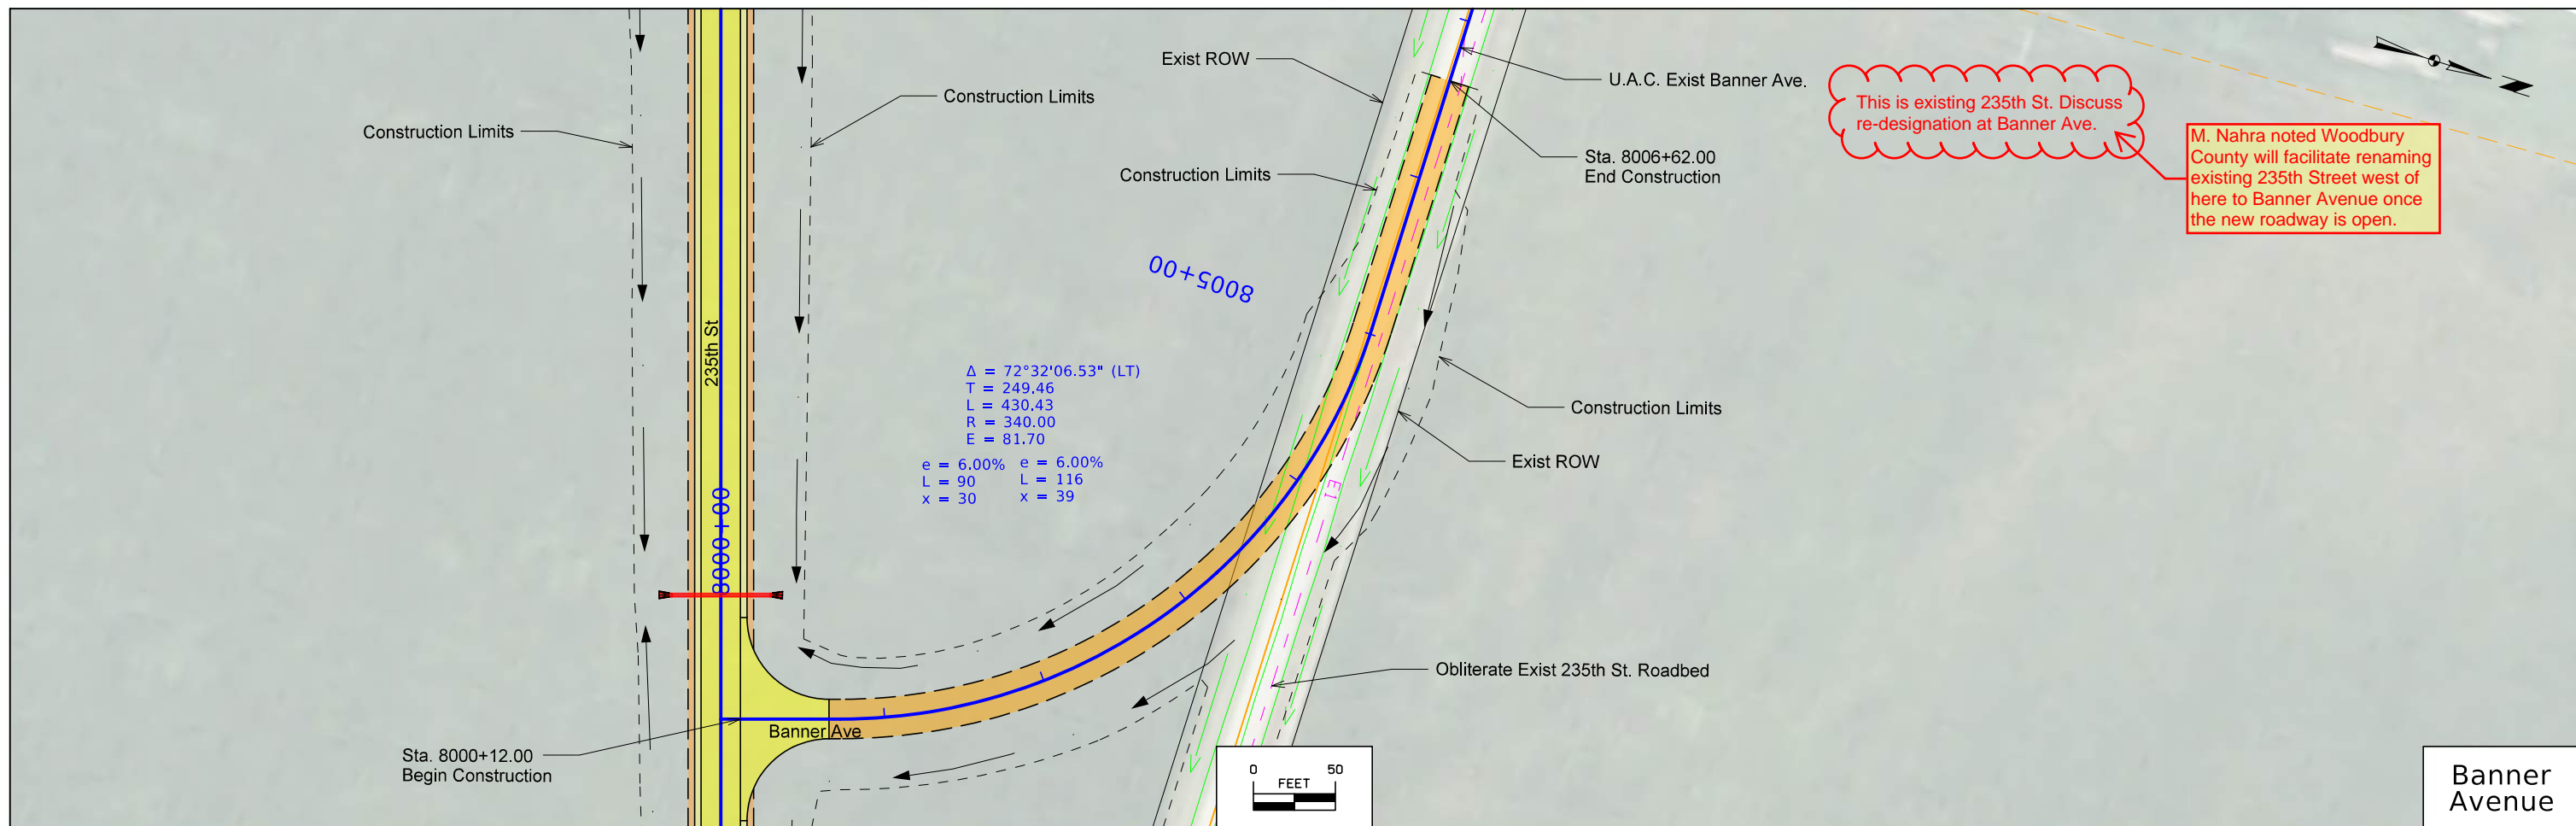 Exist ROW
U.A.C. Exist Banner Ave.
Construction Limits
Construction Limits
This is existing 235th St. Discuss
re-designation at Banner Ave.
M. Nahra noted Woodbury
County will facilitate renaming
existing 235th Street west of
here to Banner Avenue once
the new roadway is open.
Sta. 8006+62.00
End Construction
Construction Limits
8005+00
235th St
Δ = 72°32'06.53" (LT)
T = 249.46
L = 430.43
R = 340.00
E = 81.70
e = 6.00% e = 6.00%
L = 90 L = 116
x = 30 x = 39
Construction Limits
Exist ROW
E1
8000+00
Obliterate Exist 235th St. Roadbed
Banner Ave
Sta. 8000+12.00
Begin Construction
0 50
FEET
Banner
Avenue